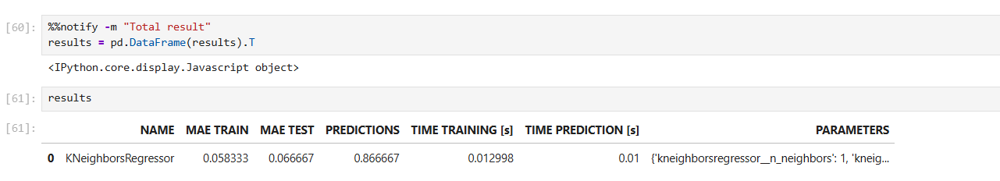 [60]: %%notify -m "Total result"
results = pd.DataFrame(results).T
<IPython.core.display.Javascript object>
[61]: results
[61]:
NAME MAE TRAIN MAE TEST PREDICTIONS TIME TRAINING [s] TIME PREDICTION [s] PARAMETERS
0 KNeighborsRegressor 0.058333 0.066667 0.866667 0.012998 0.01 {'kneighborsregressor__n_neighbors': 1, 'kneig...